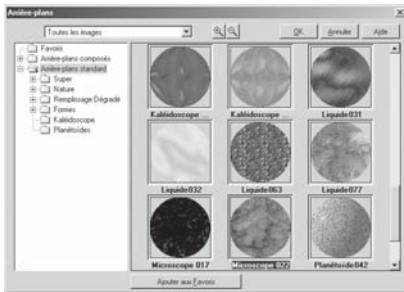 Arrière-plans
Toutes les images
OK Annuler Aide
Favoris
Arrière-plans composés
Arrière-plans standard
Super
Nature
Remplissage Dégradé
Formes
Kaléidoscope
Planétoïdes
Kaléidoscope ... Kaléidoscope ... Liquide031
Liquide032 Liquide063 Liquide077
Microscope 017 Microscope 022 Planétoïde042
Ajouter aux Favoris